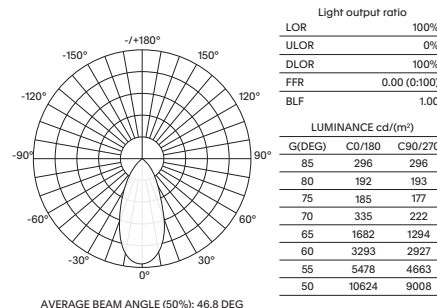 -/+180°
-150°
150°
-120°
120°
-90°
90°
-60°
60°
-30°
30°
0°
AVERAGE BEAM ANGLE (50%): 46.8 DEG
Light output ratio
LOR 100%
ULOR 0%
DLOR 100%
FFR 0.00 (0:100)
BLF 1.00
LUMINANCE cd/(m²)
G(DEG) C0/180 C90/270
85 296 296
80 192 193
75 185 177
70 335 222
65 1682 1294
60 3293 2927
55 5478 4663
50 10624 9008